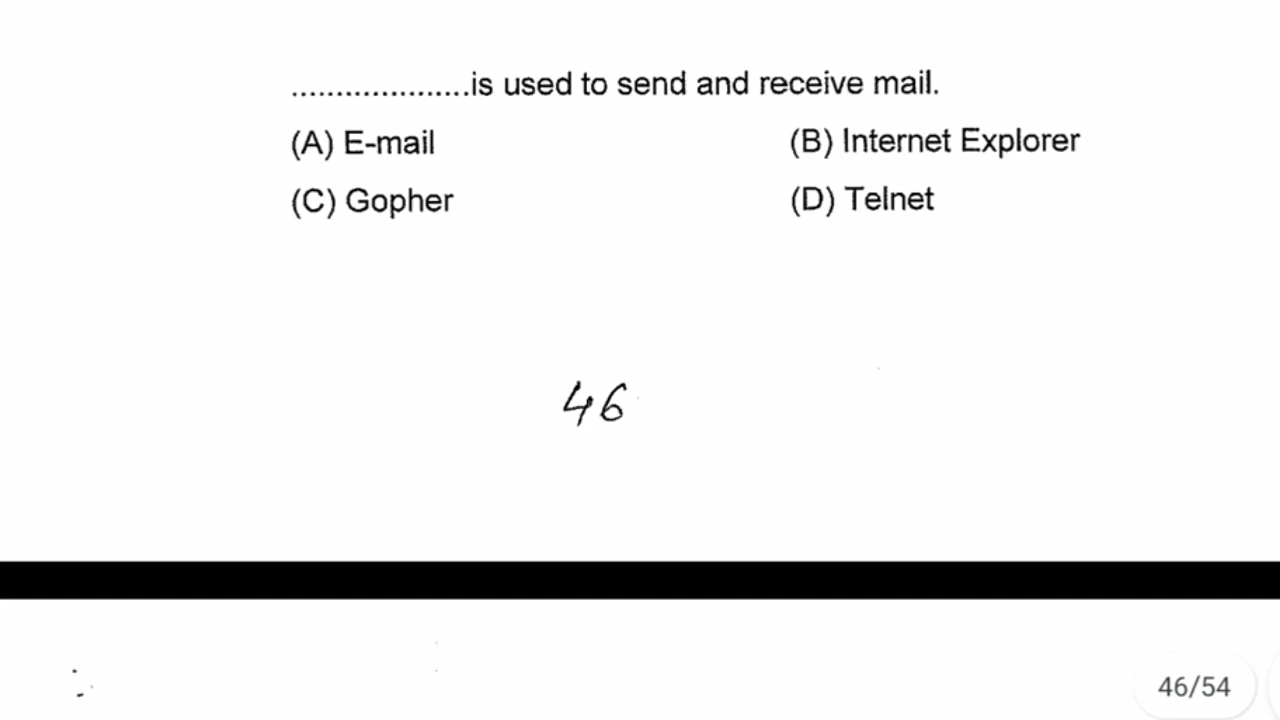 ....................is used to send and receive mail.
(A) E-mail
(B) Internet Explorer
(C) Gopher
(D) Telnet
46
46/54